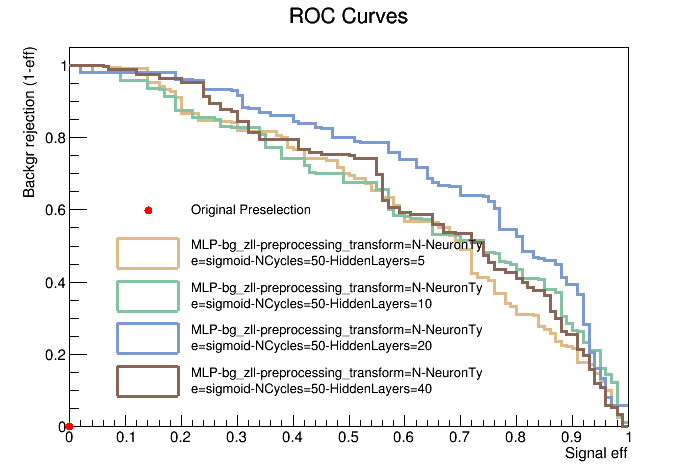 ROC Curves
Backgr rejection (1-eff)
1
0.8
0.6
0.4
0.2
0
Original Preselection
MLP-bg_zll-preprocessing_transform=N-NeuronTy
e=sigmoid-NCycles=50-HiddenLayers=5
MLP-bg_zll-preprocessing_transform=N-NeuronTy
e=sigmoid-NCycles=50-HiddenLayers=10
MLP-bg_zll-preprocessing_transform=N-NeuronTy
e=sigmoid-NCycles=50-HiddenLayers=20
MLP-bg_zll-preprocessing_transform=N-NeuronTy
e=sigmoid-NCycles=50-HiddenLayers=40
0 0.1 0.2 0.3 0.4 0.5 0.6 0.7 0.8 0.9 1
Signal eff